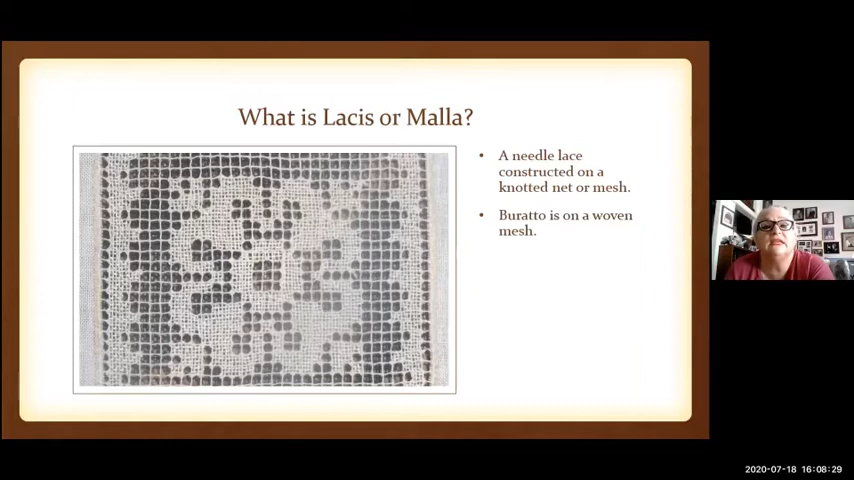 What is Lacis or Malla?
• A needle lace
constructed on a
knotted net or mesh.
• Buratto is on a woven
mesh.
2020-07-18 16:08:29